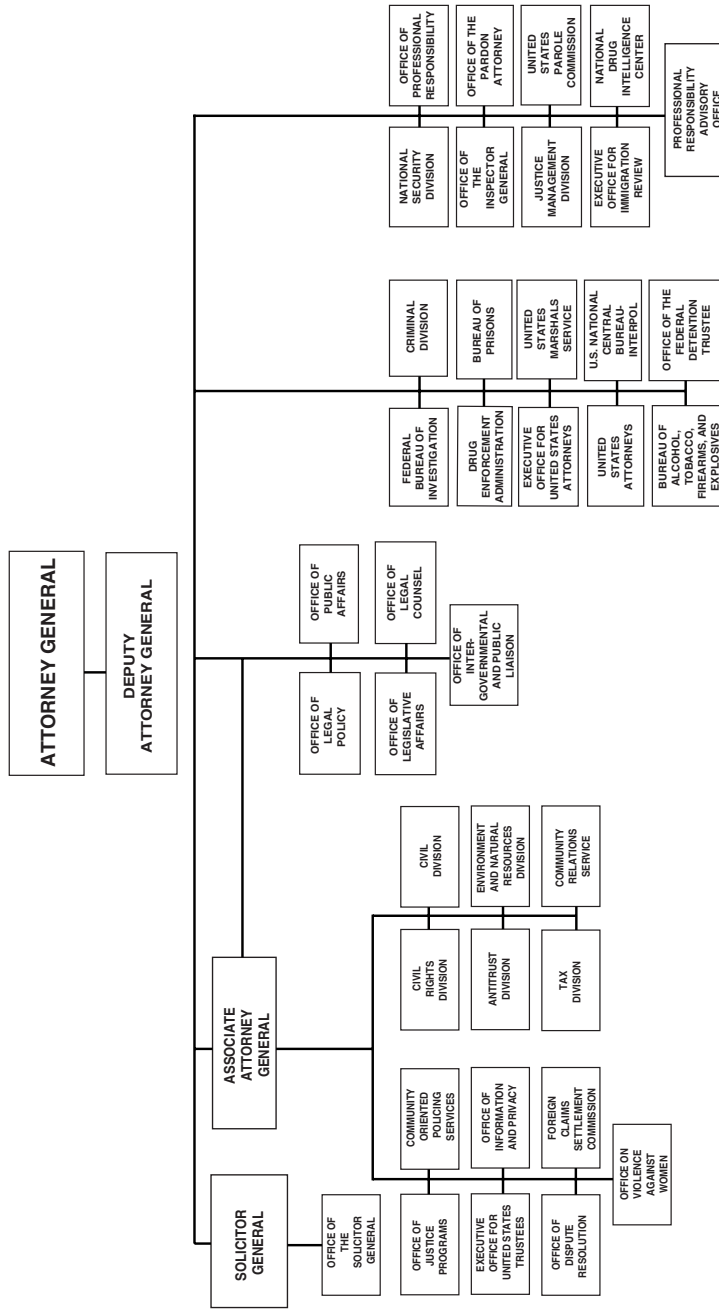 ATTORNEY GENERAL
DEPUTY
ATTORNEY GENERAL
SOLICITOR
GENERAL
ASSOCIATE
ATTORNEY
GENERAL
OFFICE OF
THE
SOLICITOR
GENERAL
OFFICE OF
JUSTICE
PROGRAMS
COMMUNITY
ORIENTED
POLICING
SERVICES
EXECUTIVE
OFFICE FOR
UNITED STATES
TRUSTEES
OFFICE OF
INFORMATION
AND PRIVACY
OFFICE OF
DISPUTE
RESOLUTION
FOREIGN
CLAIMS
SETTLEMENT
COMMISSION
OFFICE ON
VIOLENCE
AGAINST
WOMEN
CIVIL
RIGHTS
DIVISION
CIVIL
DIVISION
ANTITRUST
DIVISION
ENVIRONMENT
AND NATURAL
RESOURCES
DIVISION
TAX
DIVISION
COMMUNITY
RELATIONS
SERVICE
OFFICE OF
LEGAL
POLICY
OFFICE OF
PUBLIC
AFFAIRS
OFFICE OF
LEGISLATIVE
AFFAIRS
OFFICE OF
LEGAL
COUNSEL
OFFICE OF
INTER-
GOVERNMENTAL
AND PUBLIC
LIAISON
FEDERAL
BUREAU OF
INVESTIGATION
CRIMINAL
DIVISION
DRUG
ENFORCEMENT
ADMINISTRATION
BUREAU OF
PRISONS
EXECUTIVE
OFFICE FOR
UNITED STATES
ATTORNEYS
UNITED
STATES
MARSHALS
SERVICE
UNITED
STATES
ATTORNEYS
U.S. NATIONAL
CENTRAL
BUREAU-
INTERPOL
BUREAU OF
ALCOHOL,
TOBACCO,
FIREARMS, AND
EXPLOSIVES
OFFICE OF THE
FEDERAL
DETENTION
TRUSTEE
NATIONAL
SECURITY
DIVISION
OFFICE OF
PROFESSIONAL
RESPONSIBILITY
OFFICE OF
THE
INSPECTOR
GENERAL
OFFICE OF THE
PARDON
ATTORNEY
JUSTICE
MANAGEMENT
DIVISION
UNITED
STATES
PAROLE
COMMISSION
EXECUTIVE
OFFICE FOR
IMMIGRATION
REVIEW
NATIONAL
DRUG
INTELLIGENCE
CENTER
PROFESSIONAL
RESPONSIBILITY
ADVISORY
OFFICE